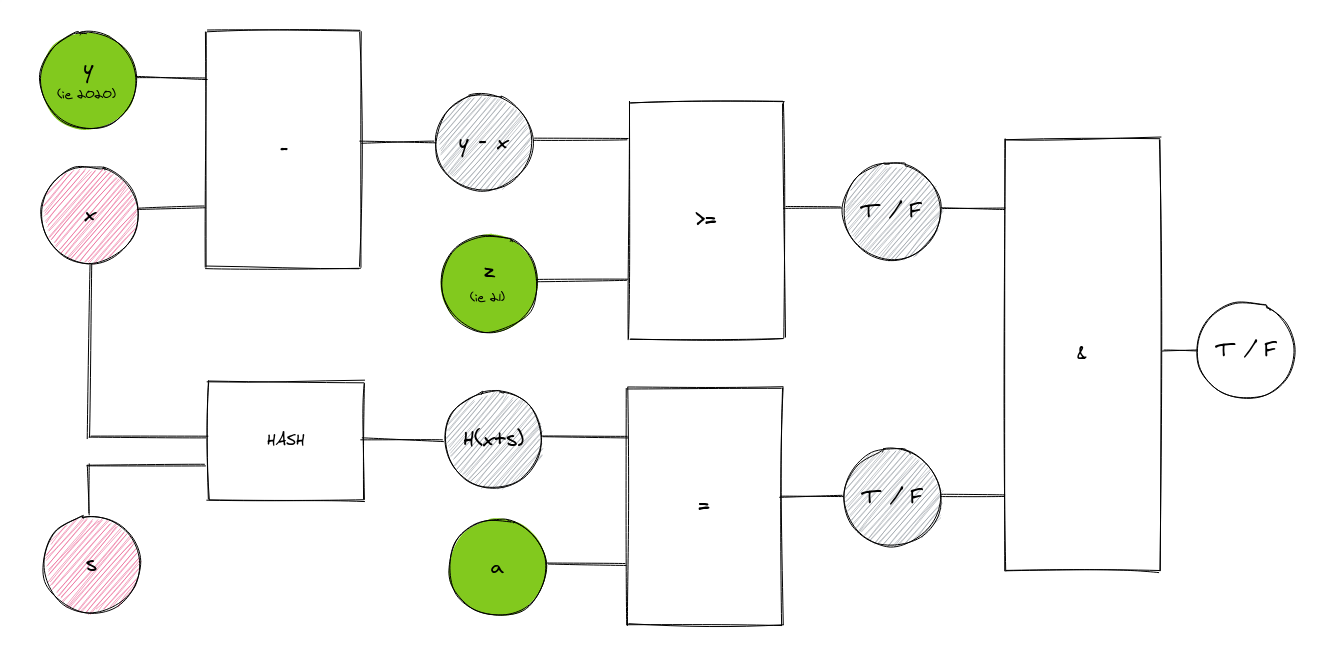 y
(ie 2020)
-
y - x
x
>=
T / F
z
(ie 21)
&
T / F
HASH
H(x+s)
=
T / F
s
a